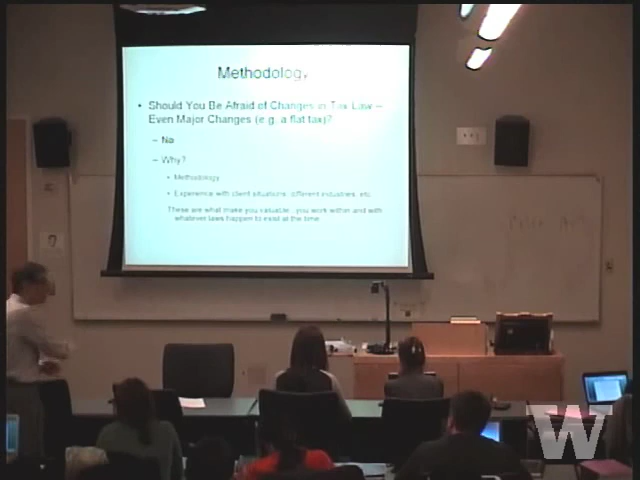 Methodology
• Should You Be Afraid of Changes in Tax Law –
Even Major Changes (e.g. a flat tax)?
– No
– Why?
• Methodology
• Experience with client situations, different industries, etc.
These are what make you valuable...you work within and with
whatever laws happen to exist at the time.
W